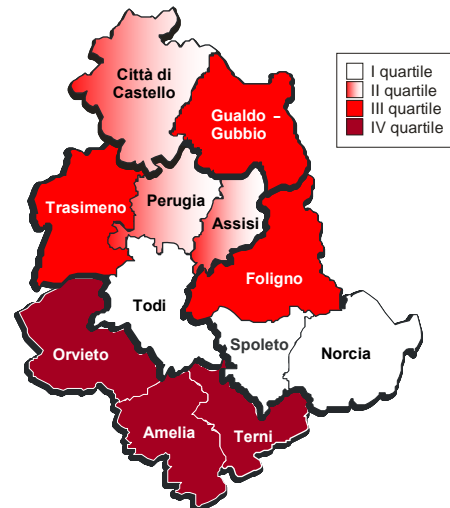 Città di
Castello
I quartile
II quartile
III quartile
IV quartile
Gualdo –
Gubbio
Trasimeno
Perugia
Assisi
Foligno
Todi
Spoleto
Norcia
Orvieto
Amelia
Terni